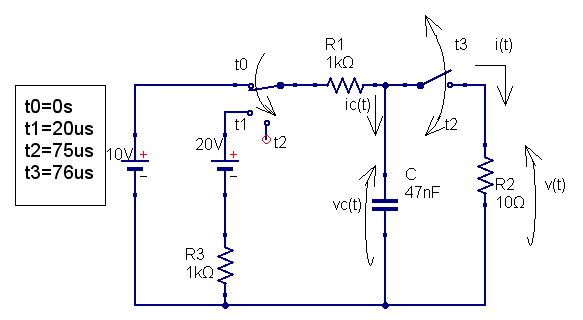 t0=0s
t1=20us
t2=75us
t3=76us
t0
R1
1kΩ
t3
i(t)
ic(t)
t1
t2
t2
10V
+
−
20V
+
−
C
47nF
vc(t)
R2
10Ω
v(t)
R3
1kΩ